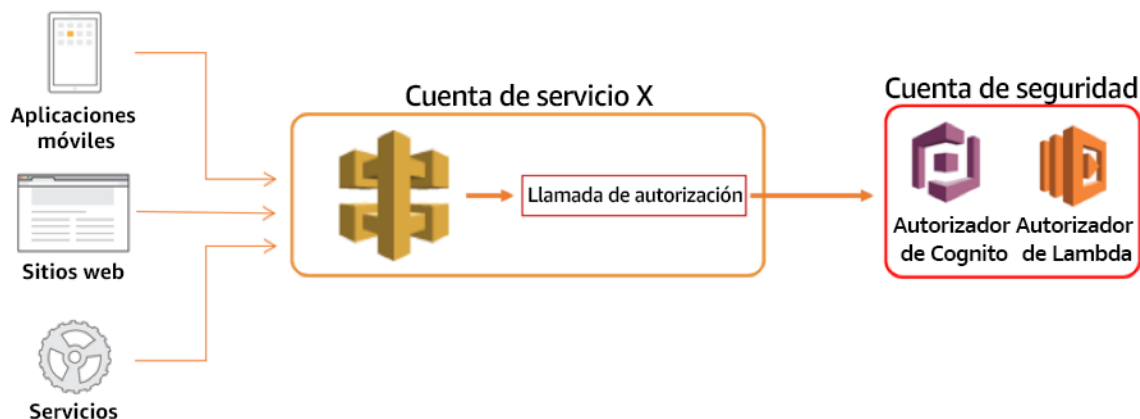 Aplicaciones
móviles
Sitios web
Servicios
Cuenta de servicio X
Llamada de autorización
Cuenta de seguridad
Autorizador
de Cognito
Autorizador
de Lambda